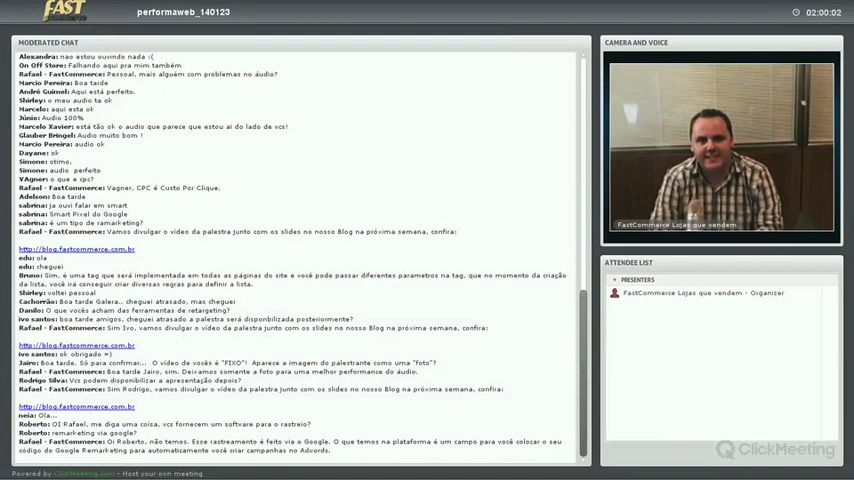 FAST
performaweb_140123
02:00:02
MODERATED CHAT
Alexandra: nao estou ouvindo nada :(
On Off Store: Falhando aqui pra mim também
Rafael - FastCommerce: Pessoal, mais alguém com problemas no áudio?
Marcio Pereira: Boa tarde
André Guimel: Aqui está perfeito.
Shirley: o meu audio ta ok
Marcelo: aqui esta ok
Júnio: Audio 100%
Marcelo Xavier: está tão ok o audio que parece que estou ai do lado de vcs!
Glauber Bringel: Audio muito bom !
Marcio Pereira: audio ok
Dayane: ok
Simone: otimo,
Simone: audio perfeito
VAgner: o que e cpc?
Rafael - FastCommerce: Vagner, CPC é Custo Por Clique.
Adelson: Boa tarde
sabrina: ja ouvi falar em smart
sabrina: Smart Pixel do Google
sabrina: é um tipo de ramarketing?
Rafael - FastCommerce: Vamos divulgar o vídeo da palestra junto com os slides no nosso Blog na próxima semana, confira:
http://blog.fastcommerce.com.br
edu: ola
edu: cheguei
Bruno: Sim, é uma tag que será implementada em todas as páginas do site e você pode passar diferentes parametros na tag, que no momento da criação
da lista, você irá conseguir criar diversas regras para definir a lista.
Shirley: voltei pessoal
Cachorrão: Boa tarde Galera.. cheguei atrasado, mas cheguei
Danilo: O que vocês acham das ferramentas de retargeting?
ivo santos: boa tarde amigos, cheguei atrasado a palestra será disponbilizada posteriormente?
Rafael - FastCommerce: Sim Ivo, vamos divulgar o vídeo da palestra junto com os slides no nosso Blog na próxima semana, confira:
http://blog.fastcommerce.com.br
ivo santos: ok obrigado =)
Jairo: Boa tarde. Só para confirmar... O vídeo de vocês é "FIXO"! Aparece a imagem do palestrante como uma "foto"?
Rafael - FastCommerce: Boa tarde Jairo, sim. Deixamos somente a foto para uma melhor performance do áudio.
Rodrigo Silva: Vcs podem disponibilizar a apresentação depois?
Rafael - FastCommerce: Sim Rodrigo, vamos divulgar o vídeo da palestra junto com os slides no nosso Blog na próxima semana, confira:
http://blog.fastcommerce.com.br
neia: Ola...
Roberto: OI Rafael, me diga uma coisa, vcs fornecem um software para o rastreio?
Roberto: remarketing via google?
Rafael - FastCommerce: Oi Roberto, não temos. Esse rastreamento é feito via o Google. O que temos na plataforma é um campo para você colocar o seu
código do Google Remarketing para automaticamente você criar campanhas no Advords.
CAMERA AND VOICE
FastCommerce Lojas que vendem
ATTENDEE LIST
PRESENTERS
FastCommerce Lojas que vendem - Organizer
ClickMeeting
Powered by ClickMeeting.com - Host your own meeting